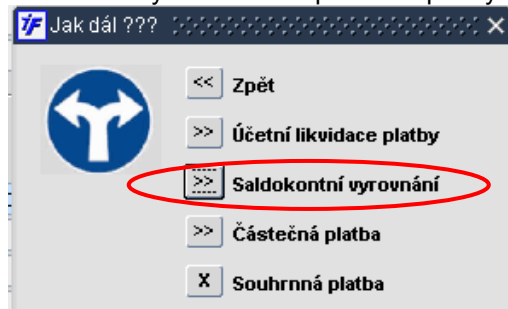 Jak dál ???
<< Zpět
>> Účetní likvidace platby
>> Saldokontní vyrovnání
>> Částečná platba
X Souhrnná platba